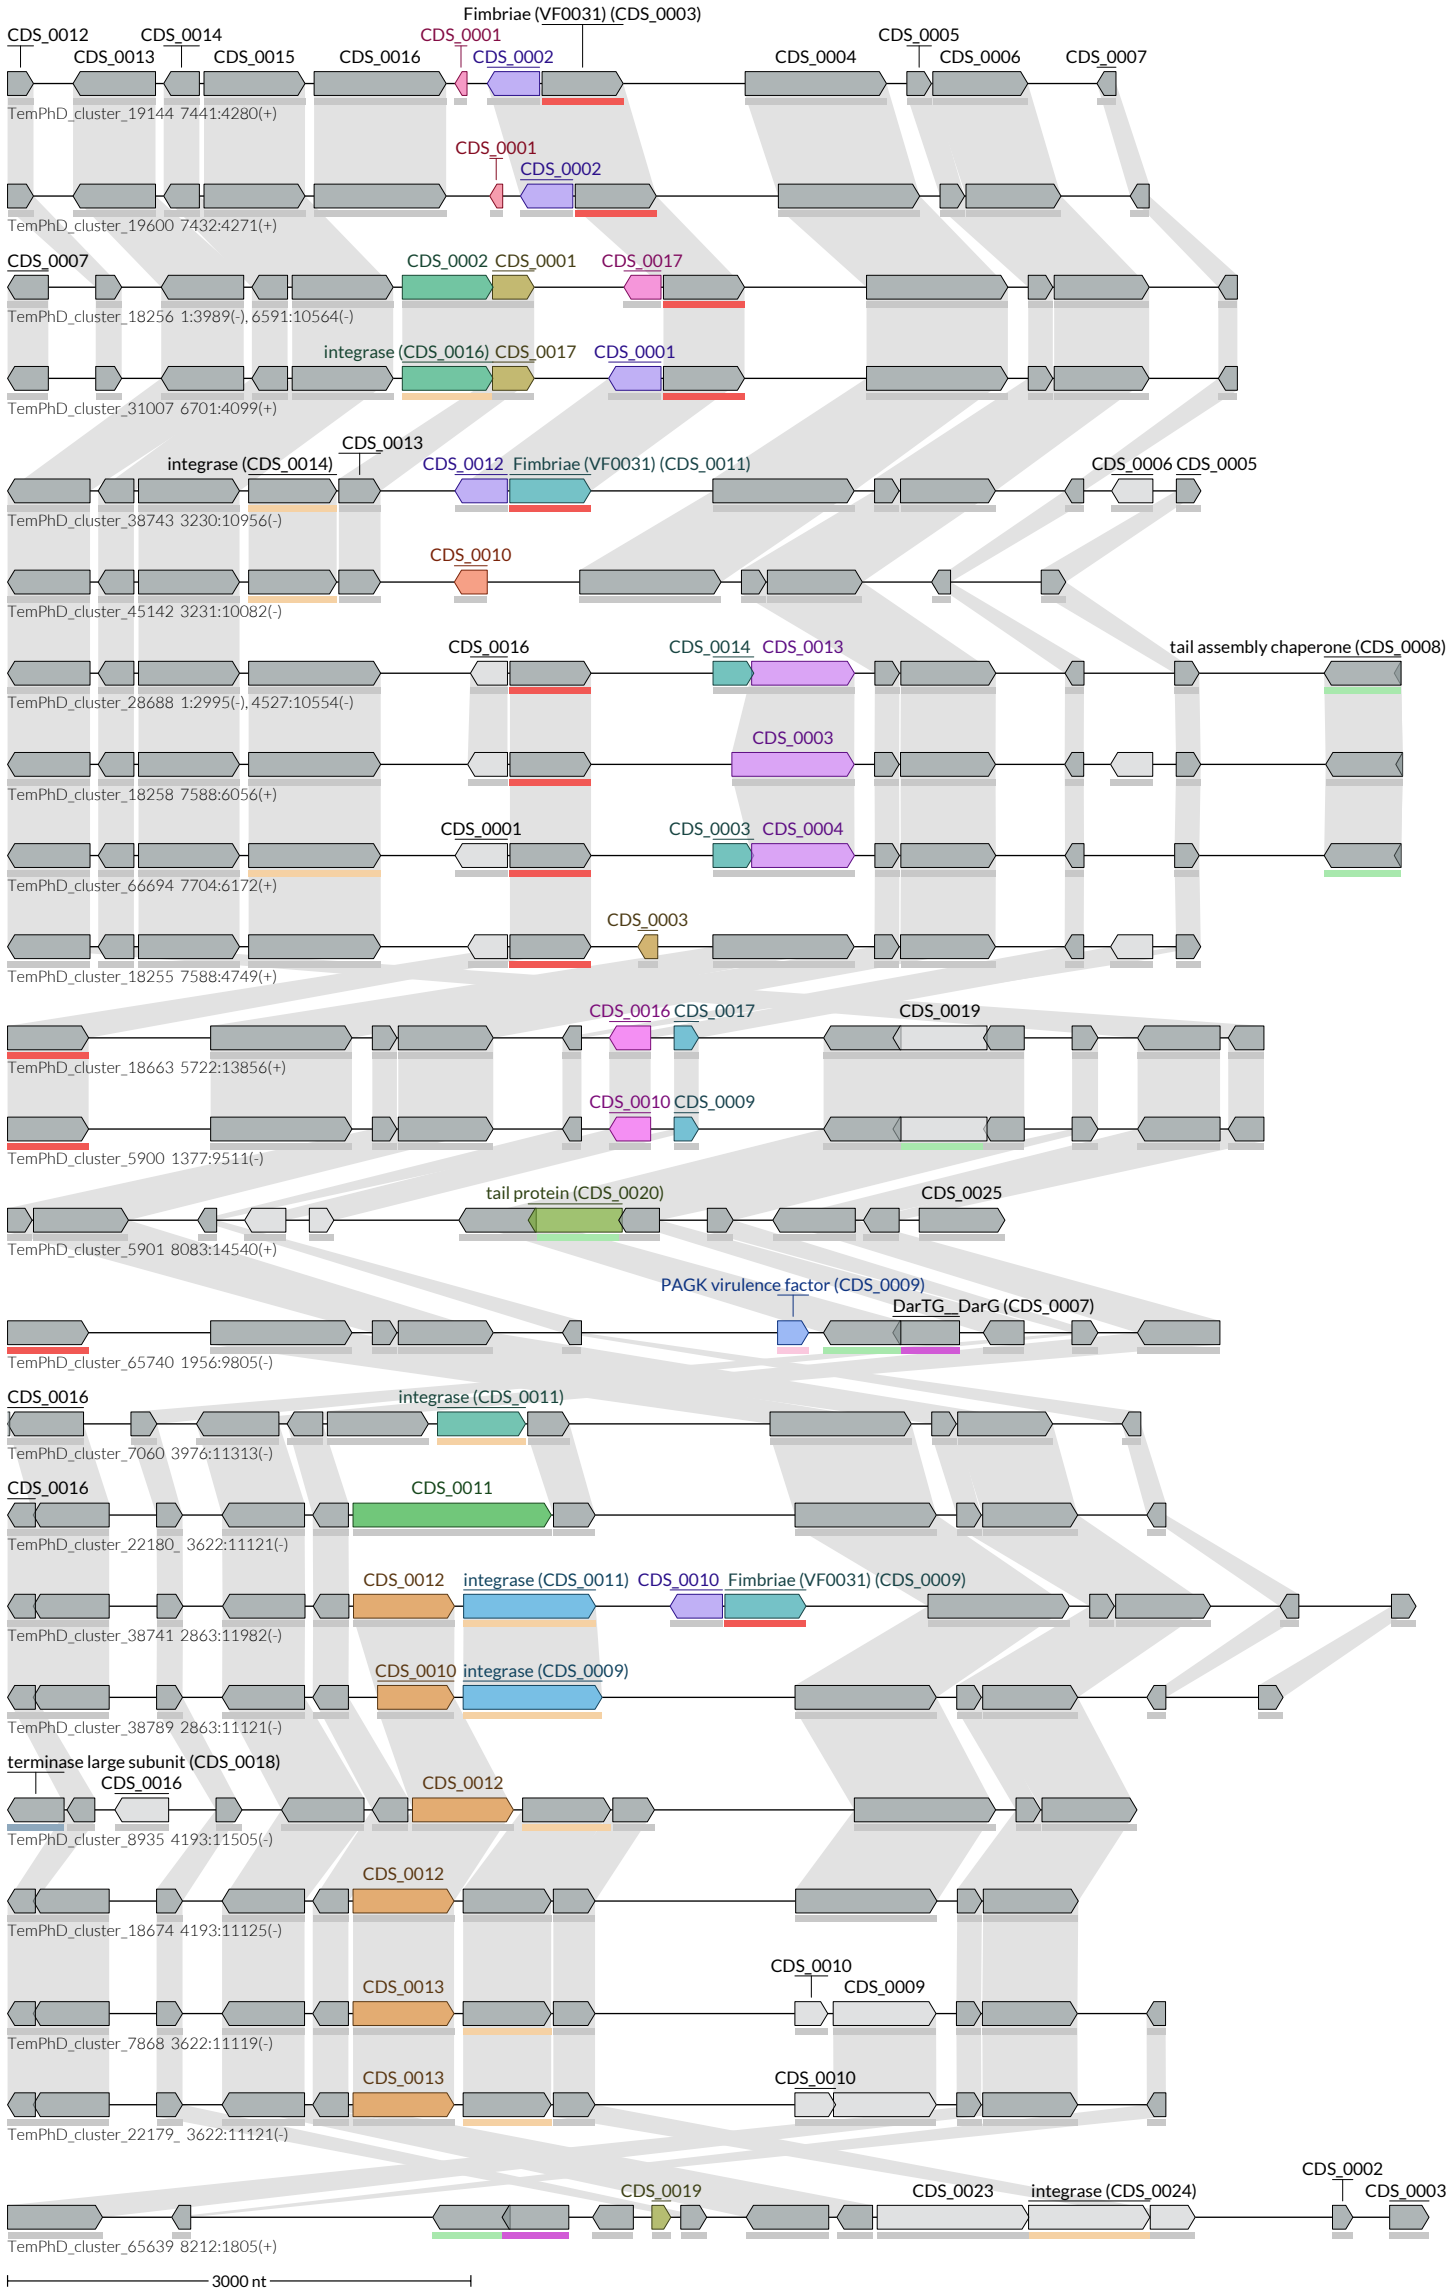 Fimbriae (VF0031) (CDS_0003)
CDS_0012 CDS_0014 CDS_0001 CDS_0005
CDS_0013 CDS_0015 CDS_0016 CDS_0002 CDS_0004 CDS_0006 CDS_0007
TemPhD_cluster_19144 7441:4280(+)
CDS_0001
CDS_0002
TemPhD_cluster_19600 7432:4271(+)
CDS_0007 CDS_0002 CDS_0001 CDS_0017
TemPhD_cluster_18256 1:3989(-), 6591:10564(-)
integrase (CDS_0016) CDS_0017 CDS_0001
TemPhD_cluster_31007 6701:4099(+)
CDS_0013
integrase (CDS_0014) CDS_0012 Fimbriae (VF0031) (CDS_0011) CDS_0006 CDS_0005
TemPhD_cluster_38743 3230:10956(-)
CDS_0010
TemPhD_cluster_45142 3231:10082(-)
CDS_0016 CDS_0014 CDS_0013 tail assembly chaperone (CDS_0008)
TemPhD_cluster_28688 1:2995(-), 4527:10554(-)
CDS_0003
TemPhD_cluster_18258 7588:6056(+)
CDS_0001 CDS_0003 CDS_0004
TemPhD_cluster_66694 7704:6172(+)
CDS_0003
TemPhD_cluster_18255 7588:4749(+)
CDS_0016 CDS_0017 CDS_0019
TemPhD_cluster_18663 5722:13856(+)
CDS_0010 CDS_0009
TemPhD_cluster_5900 1377:9511(-)
tail protein (CDS_0020) CDS_0025
TemPhD_cluster_5901 8083:14540(+)
PAGK virulence factor (CDS_0009)
DarTG__DarG (CDS_0007)
TemPhD_cluster_65740 1956:9805(-)
CDS_0016 integrase (CDS_0011)
TemPhD_cluster_7060 3976:11313(-)
CDS_0016 CDS_0011
TemPhD_cluster_22180_ 3622:11121(-)
CDS_0012 integrase (CDS_0011) CDS_0010 Fimbriae (VF0031) (CDS_0009)
TemPhD_cluster_38741 2863:11982(-)
CDS_0010 integrase (CDS_0009)
TemPhD_cluster_38789 2863:11121(-)
terminase large subunit (CDS_0018)
CDS_0016 CDS_0012
TemPhD_cluster_8935 4193:11505(-)
CDS_0012
TemPhD_cluster_18674 4193:11125(-)
CDS_0010
CDS_0013 CDS_0009
TemPhD_cluster_7868 3622:11119(-)
CDS_0013 CDS_0010
TemPhD_cluster_22179_ 3622:11121(-)
CDS_0002
CDS_0019 CDS_0023 integrase (CDS_0024) CDS_0003
TemPhD_cluster_65639 8212:1805(+)
3000 nt